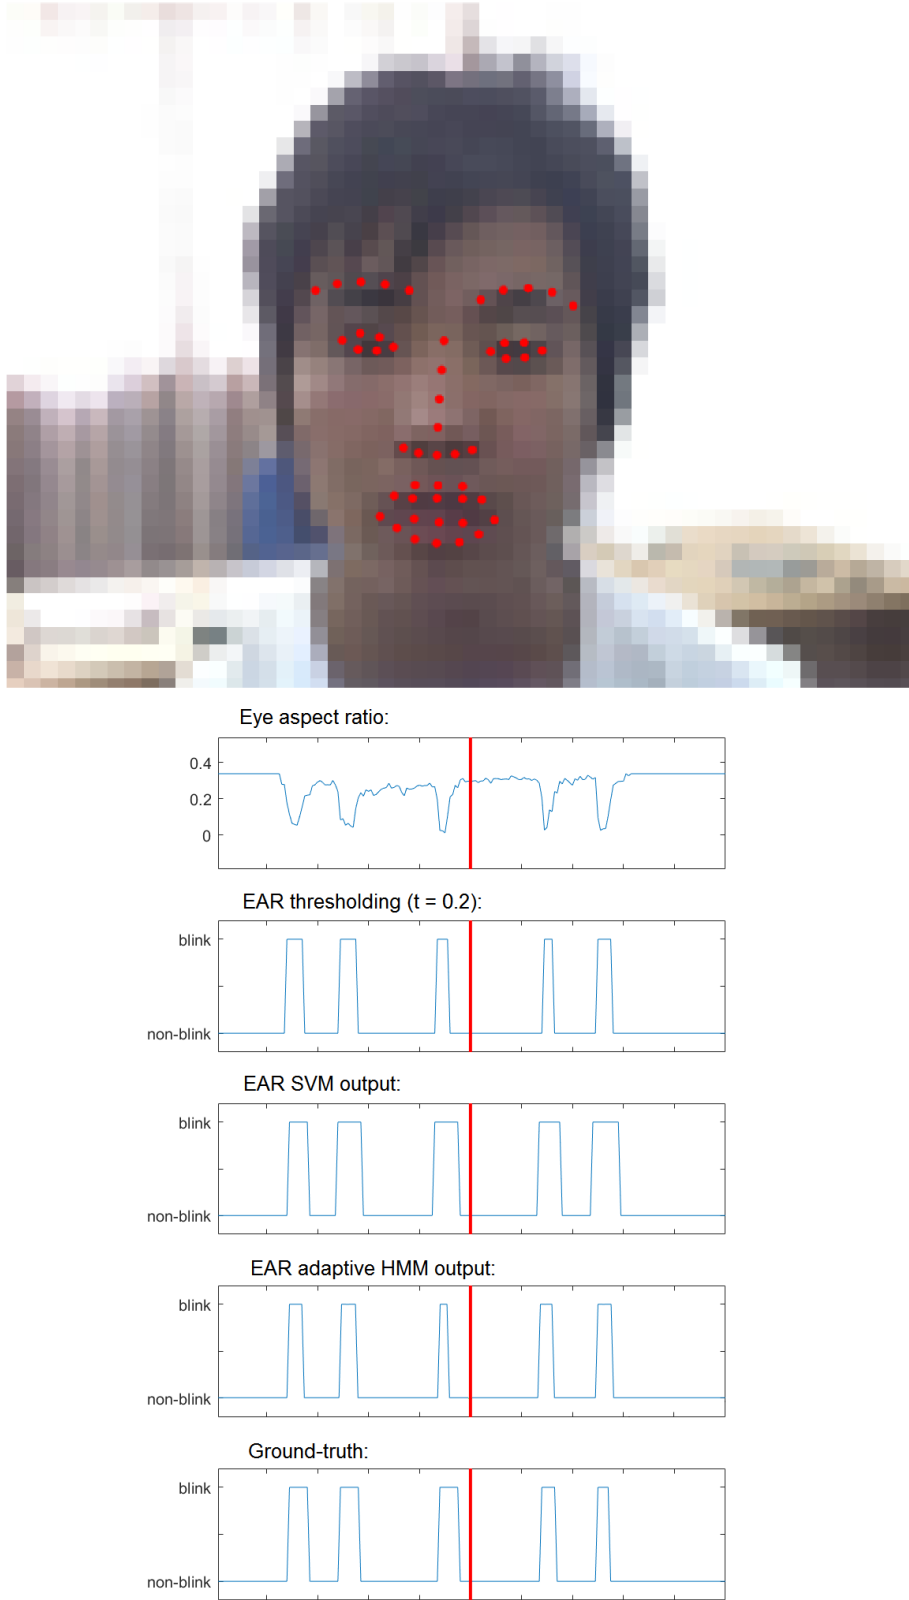 Eye aspect ratio:
0.4
0.2
0
EAR thresholding (t = 0.2):
blink
non-blink
EAR SVM output:
blink
non-blink
EAR adaptive HMM output:
blink
non-blink
Ground-truth:
blink
non-blink